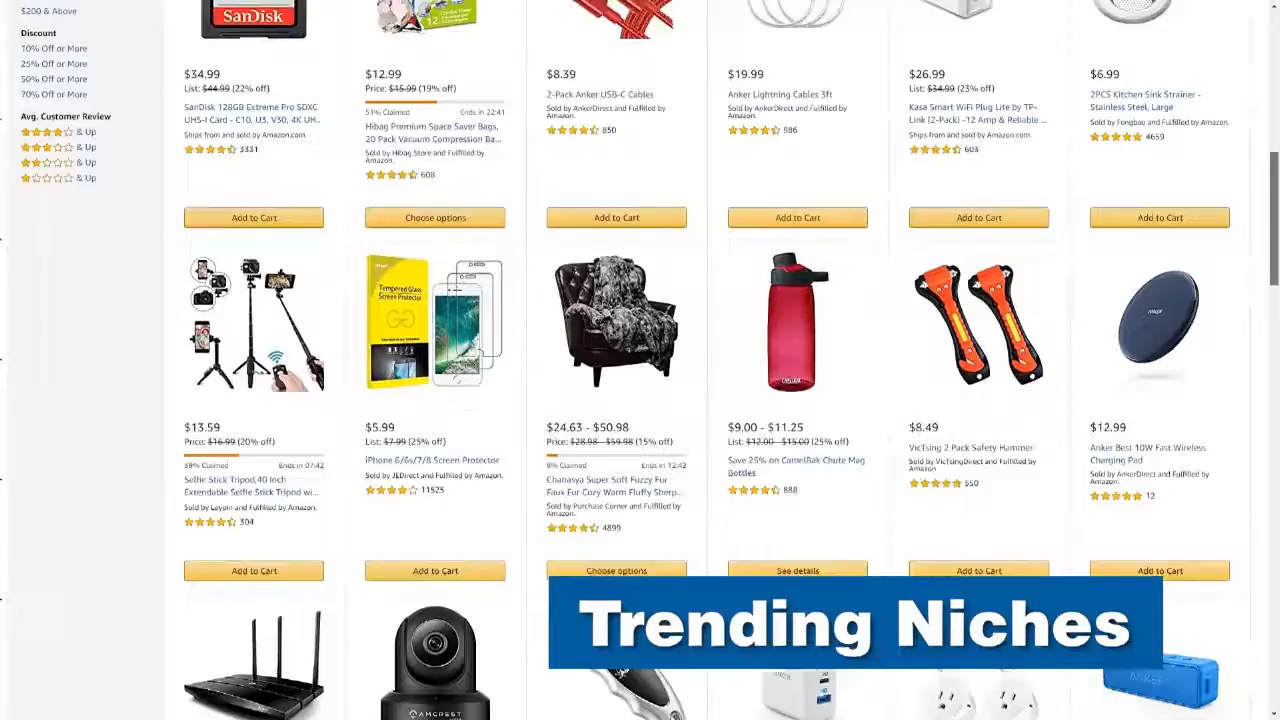 $200 & Above
Discount
10% Off or More
25% Off or More
50% Off or More
70% Off or More
Avg. Customer Review
& Up
& Up
& Up
& Up
SanDisk
12
$34.99
List: $44.99 (22% off)
SanDisk 128GB Extreme Pro SDXC
UHS-I Card - C10, U3, V30, 4K UH...
Ships from and sold by Amazon.com.
3331
Add to Cart
$12.99
Price: $15.99 (19% off)
51% Claimed
Ends in 22:41
Hibag Premium Space Saver Bags,
20 Pack Vacuum Compression Ba...
Sold by Hibag Store and Fulfilled by
Amazon.
608
Choose options
$8.39
2-Pack Anker USB-C Cables
Sold by AnkerDirect and Fulfilled by
Amazon.
850
Add to Cart
$19.99
Anker Lightning Cables 3ft
Sold by AnkerDirect and Fulfilled by
Amazon.
986
Add to Cart
$26.99
List: $34.99 (23% off)
Kasa Smart WiFi Plug Lite by TP-
Link (2-Pack) -12 Amp & Reliable ...
Ships from and sold by Amazon.com.
603
Add to Cart
$6.99
2PCS Kitchen Sink Strainer -
Stainless Steel, Large
Sold by Fengbao and Fulfilled by Amazon.
4659
Add to Cart
$13.59
Price: $16.99 (20% off)
39% Claimed
Ends in 07:42
Selfie Stick Tripod,40 Inch
Extendable Selfie Stick Tripod wi...
Sold by Luypin and Fulfilled by Amazon.
304
Add to Cart
Tempered Glass
Screen Protector
$5.99
List: $7.99 (25% off)
iPhone 6/6s/7/8 Screen Protector
Sold by JEDirect and Fulfilled by Amazon.
11525
Add to Cart
$24.63 - $50.98
Price: $28.98 - $59.98 (15% off)
8% Claimed
Ends in 12:42
Chanasya Super Soft Fuzzy Fur
Faux Fur Cozy Warm Fluffy Sherp...
Sold by Purchase Corner and Fulfilled by
Amazon.
4899
Choose options
CAMELBAK
$9.00 - $11.25
List: $12.00 - $15.00 (25% off)
Save 25% on CamelBak Chute Mag
Bottles
888
See details
$8.49
VicTsing 2 Pack Safety Hammer
Sold by VicTsingDirect and Fulfilled by
Amazon
550
Add to Cart
ANKER
$12.99
Anker Best 10W Fast Wireless
Charging Pad
Sold by AnkerDirect and Fulfilled by
Amazon.
12
Add to Cart
AMCREST
ANKER
Trending Niches